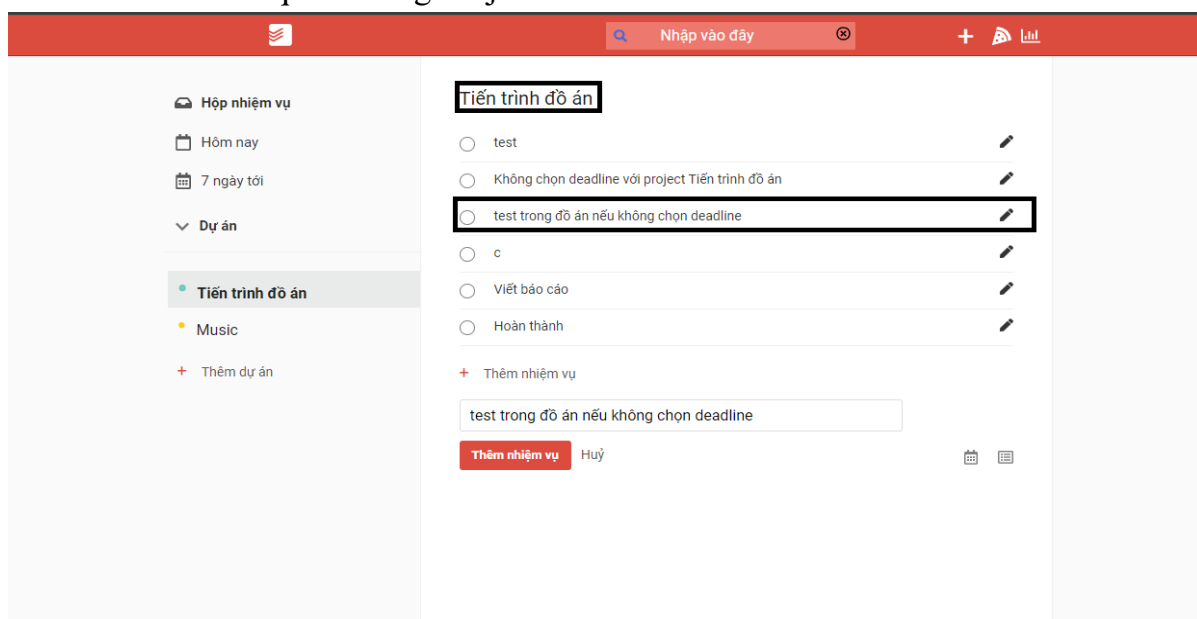 Nhập vào đây
Hộp nhiệm vụ
Hôm nay
7 ngày tới
Dự án
Tiến trình đồ án
Music
+ Thêm dự án
Tiến trình đồ án
test
Không chọn deadline với project Tiến trình đồ án
test trong đồ án nếu không chọn deadline
c
Viết báo cáo
Hoàn thành
+ Thêm nhiệm vụ
test trong đồ án nếu không chọn deadline
Thêm nhiệm vụ Huỷ